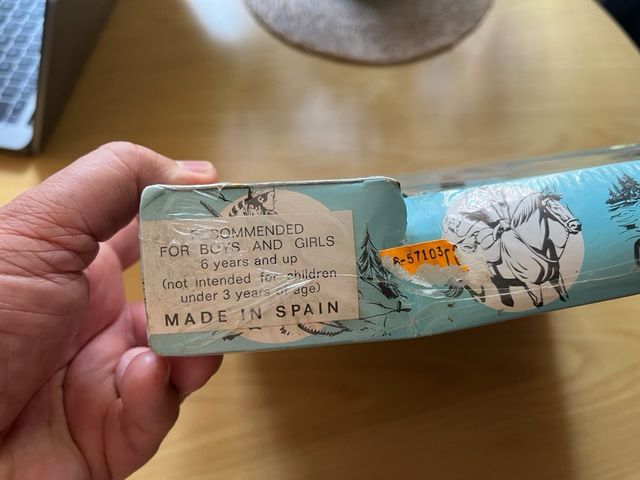 RECOMMENDED
FOR BOYS AND GIRLS
6 years and up
(not intended for children
under 3 years of age)
MADE IN SPAIN